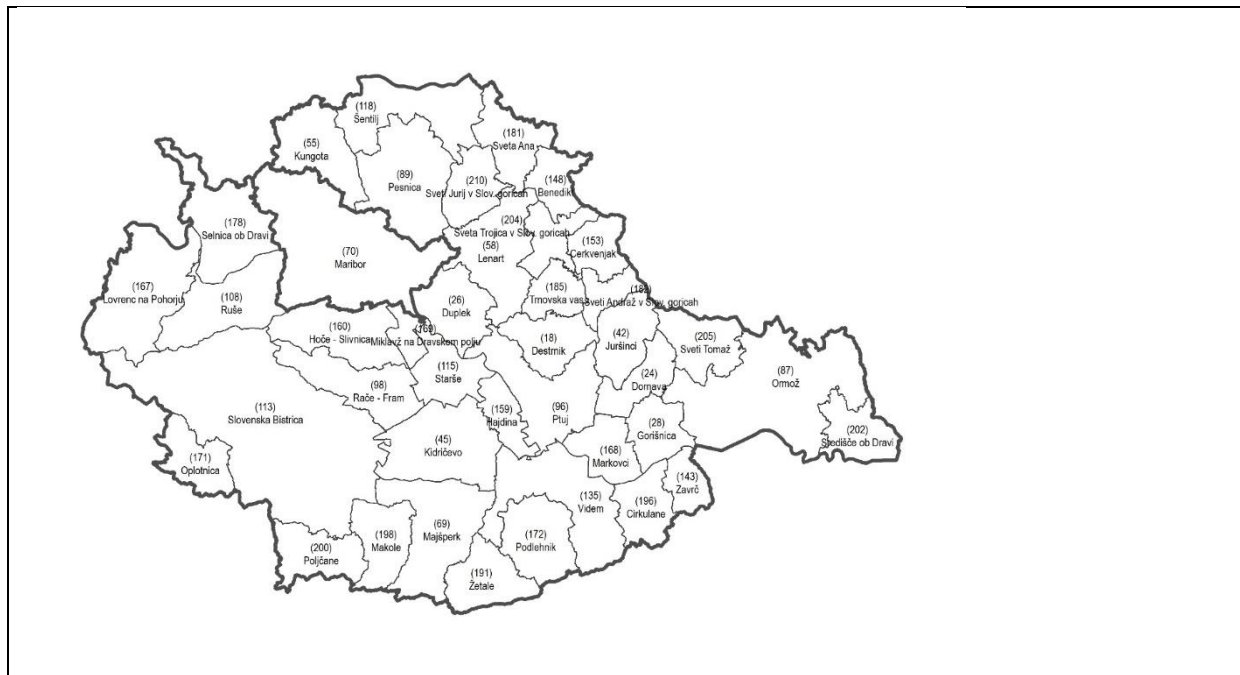 (118)
Šentilj
(181)
Sveta Ana
(55)
Kungota
(89)
Pesnica
(210)
Sveti Jurij v Slov. goricah
(148)
Benedikt
(178)
Selnica ob Dravi
(204)
Sveta Trojica v Slov. goricah
(58)
Lenart
(153)
Cerkvenjak
(70)
Maribor
(167)
Lovrenc na Pohorju
(108)
Ruše
(185)
Trnovska vas
(182)
Sveti Andraž v Slov. goricah
(26)
Duplek
(160)
Hoče - Slivnica
(169)
Miklavž na Dravskem polju
(18)
Destrnik
(42)
Juršinci
(205)
Sveti Tomaž
(87)
Ormož
(115)
Starše
(24)
Dornava
(98)
Rače - Fram
(113)
Slovenska Bistrica
(159)
Hajdina
(96)
Ptuj
(28)
Gorišnica
(202)
Središče ob Dravi
(45)
Kidričevo
(168)
Markovci
(171)
Oplotnica
(143)
Zavrč
(135)
Videm
(196)
Cirkulane
(69)
Majšperk
(172)
Podlehnik
(198)
Makole
(200)
Poljčane
(191)
Žetale